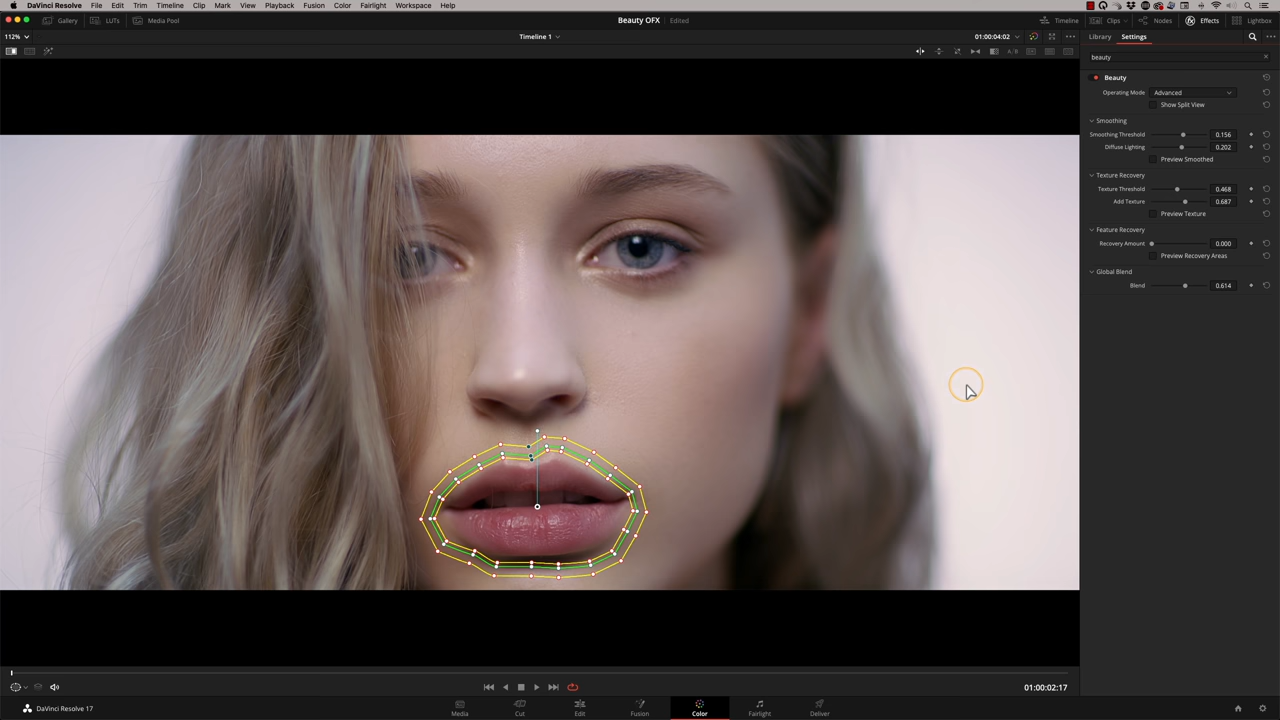 DaVinci Resolve File Edit Trim Timeline Clip Mark View Playback Fusion Color Fairlight Workspace Help
Gallery LUTs Media Pool Beauty OFX Edited Timeline Clips Nodes Effects Lightbox
112% Timeline 1 01:00:04:02 Library Settings
A/B
beauty
Beauty
Operating Mode Advanced
Show Split View
Smoothing
Smoothing Threshold 0.156
Diffuse Lighting 0.202
Preview Smoothed
Texture Recovery
Texture Threshold 0.468
Add Texture 0.687
Preview Texture
Feature Recovery
Recovery Amount 0.000
Preview Recovery Areas
Global Blend
Blend 0.614
01:00:02:17
DaVinci Resolve 17 Media Cut Edit Fusion Color Fairlight Deliver